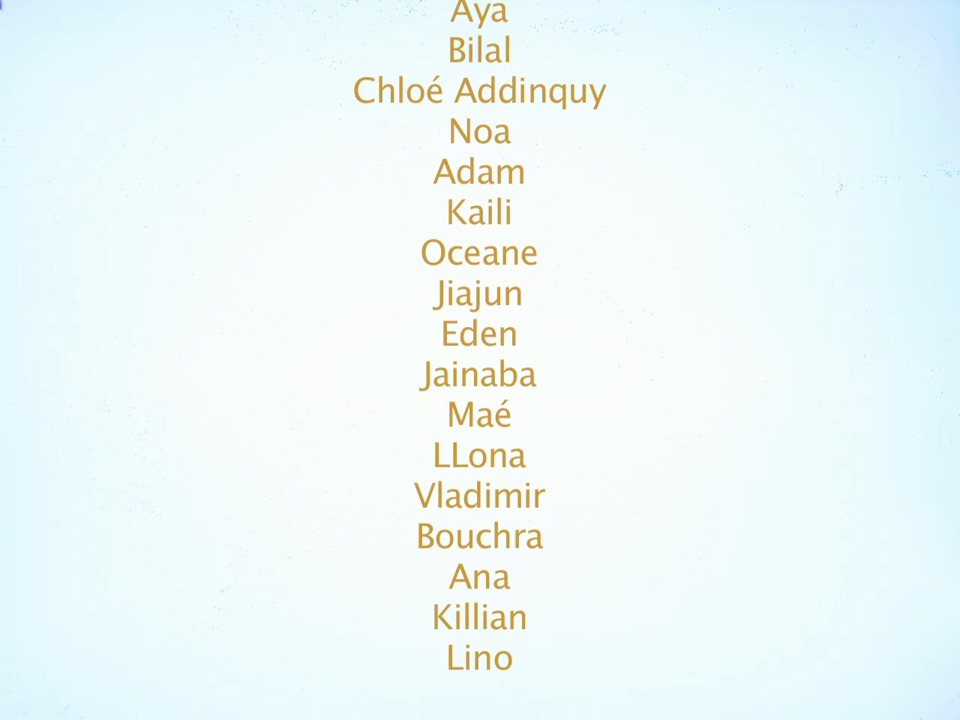 Aya
Bilal
Chloé Addinquy
Noa
Adam
Kaili
Oceane
Jiajun
Eden
Jainaba
Maé
LLona
Vladimir
Bouchra
Ana
Killian
Lino